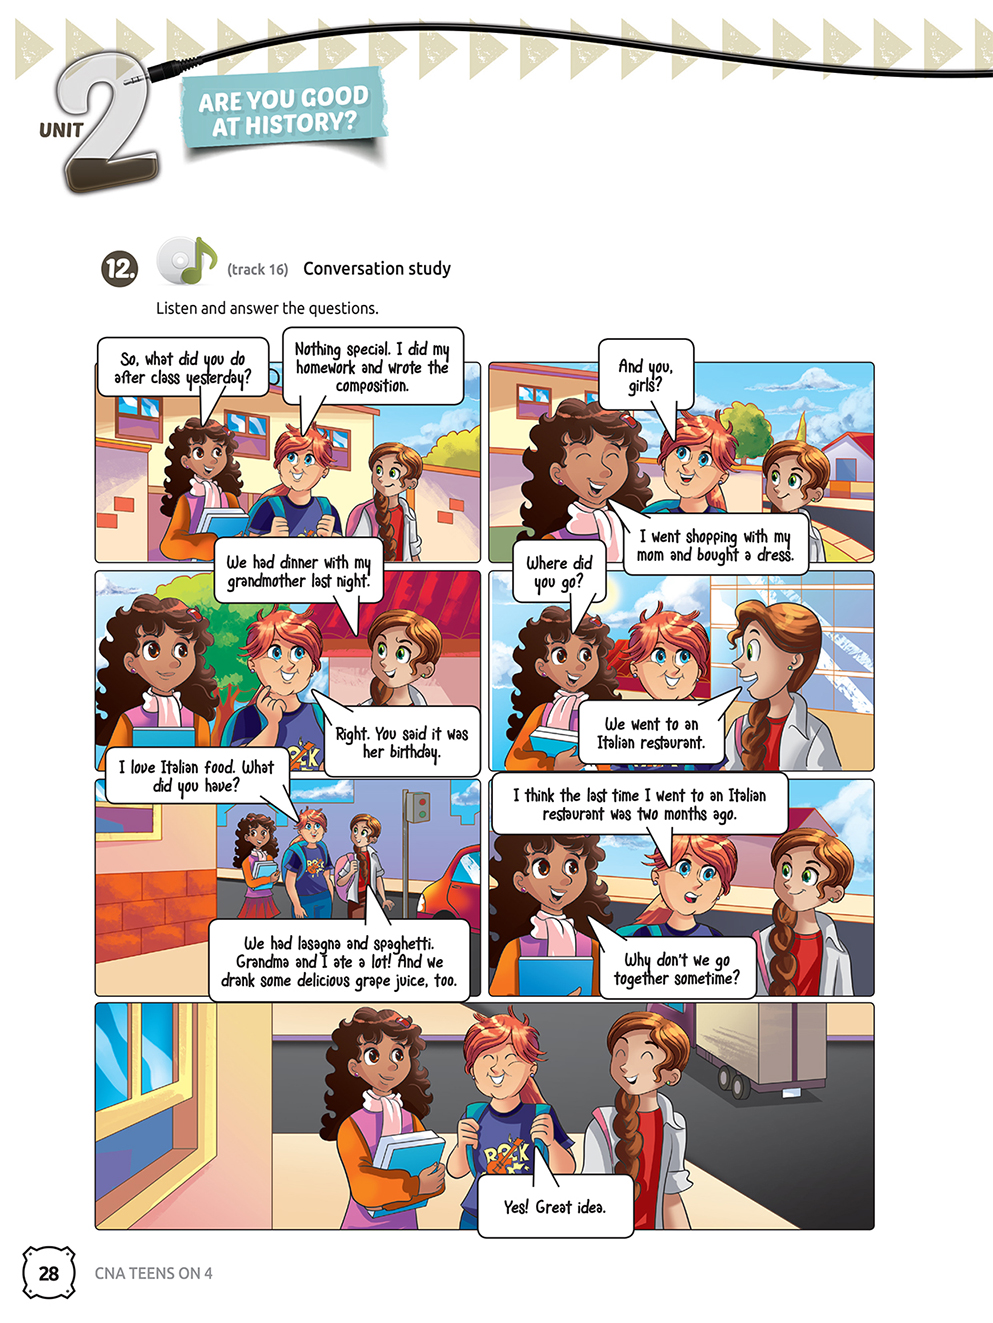 UNIT 2
ARE YOU GOOD
AT HISTORY?
12. (track 16) Conversation study
Listen and answer the questions.
So, what did you do
after class yesterday?
Nothing special. I did my
homework and wrote the
composition.
And you,
girls?
I went shopping with my
mom and bought a dress.
We had dinner with my
grandmother last night.
Right. You said it was
her birthday.
Where did
you go?
We went to an
Italian restaurant.
I love Italian food. What
did you have?
We had lasagna and spaghetti.
Grandma and I ate a lot! And we
drank some delicious grape juice, too.
I think the last time I went to an Italian
restaurant was two months ago.
Why don't we go
together sometime?
ROCK
Yes! Great idea.
28 CNA TEENS ON 4